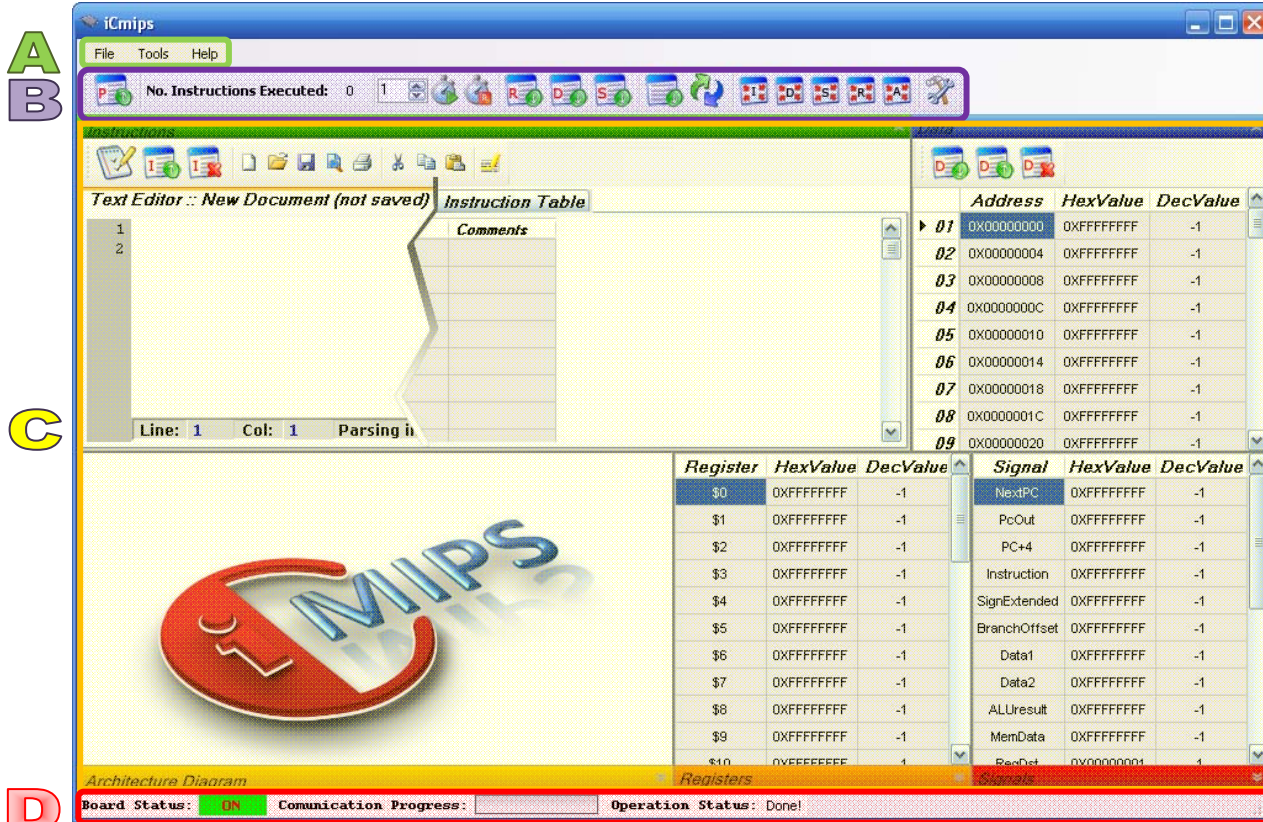 iCmips
A
File Tools Help
B
No. Instructions Executed: 0 1
Instructions
Data
Text Editor :: New Document (not saved) Instruction Table
1
2
Comments
Address HexValue DecValue
01 0X00000000 0XFFFFFFFF -1
02 0X00000004 0XFFFFFFFF -1
03 0X00000008 0XFFFFFFFF -1
04 0X0000000C 0XFFFFFFFF -1
05 0X00000010 0XFFFFFFFF -1
06 0X00000014 0XFFFFFFFF -1
07 0X00000018 0XFFFFFFFF -1
08 0X0000001C 0XFFFFFFFF -1
09 0X00000020 0XFFFFFFFF -1
C
Line: 1 Col: 1 Parsing
iMIPS
Register HexValue DecValue
$0 0XFFFFFFFF -1
$1 0XFFFFFFFF -1
$2 0XFFFFFFFF -1
$3 0XFFFFFFFF -1
$4 0XFFFFFFFF -1
$5 0XFFFFFFFF -1
$6 0XFFFFFFFF -1
$7 0XFFFFFFFF -1
$8 0XFFFFFFFF -1
$9 0XFFFFFFFF -1
$10 0XFFFFFFFF
Signal HexValue DecValue
NextPC 0XFFFFFFFF -1
PcOut 0XFFFFFFFF -1
PC+4 0XFFFFFFFF -1
Instruction 0XFFFFFFFF -1
SignExtended 0XFFFFFFFF -1
BranchOffset 0XFFFFFFFF -1
Data1 0XFFFFFFFF -1
Data2 0XFFFFFFFF -1
ALUresult 0XFFFFFFFF -1
MemData 0XFFFFFFFF -1
RegDst 0X00000001
Architecture Diagram
Registers
Signals
D
Board Status: ON Comunication Progress: Operation Status: Done!